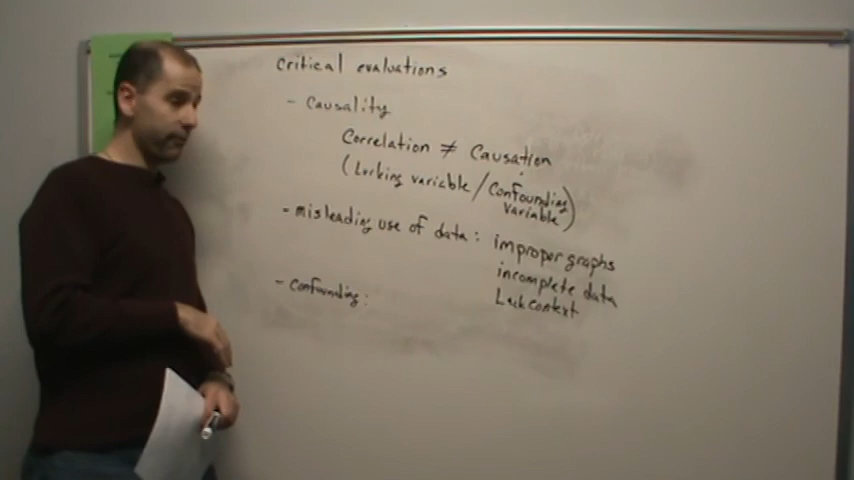 Critical evaluations
- Causality
Correlation ≠ Causation
(Lurking variable / Confounding variable)
- misleading use of data: improper graphs
incomplete data
Lack context
- Confounding: